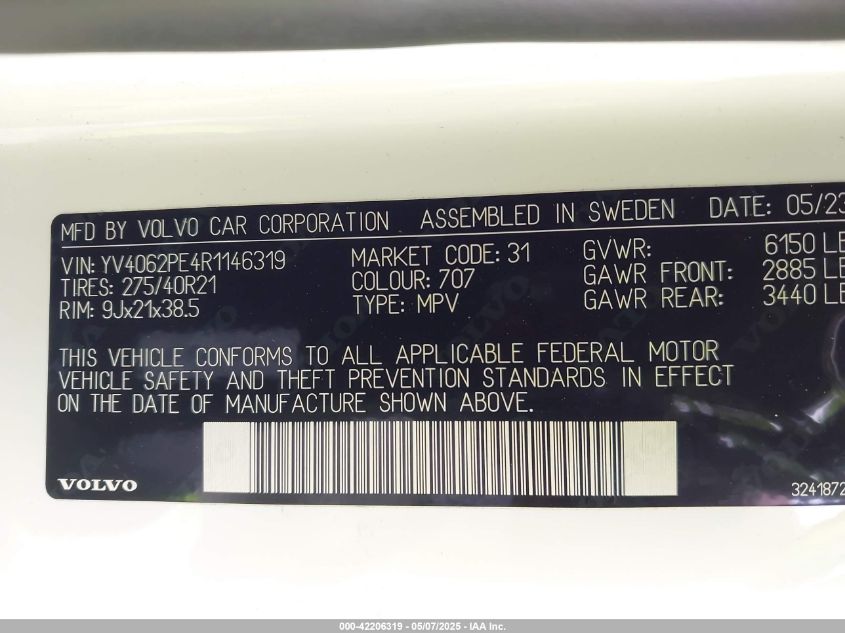 MFD BY VOLVO CAR CORPORATION ASSEMBLED IN SWEDEN DATE: 05/23
VIN: YV4062PE4R1146319 MARKET CODE: 31 GVWR: 6150 LB
TIRES: 275/40R21 COLOUR: 707 GAWR FRONT: 2885 LB
RIM: 9Jx21x38.5 TYPE: MPV GAWR REAR: 3440 LB
THIS VEHICLE CONFORMS TO ALL APPLICABLE FEDERAL MOTOR
VEHICLE SAFETY AND THEFT PREVENTION STANDARDS IN EFFECT
ON THE DATE OF MANUFACTURE SHOWN ABOVE.
VOLVO 3241872
000-42206319 - 05/07/2025 - IAA Inc.